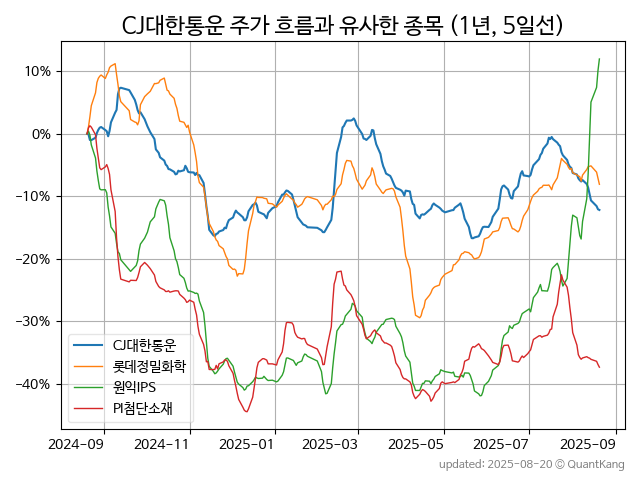 CJ대한통운 주가 흐름과 유사한 종목 (1년, 5일선)
10%
0%
−10%
−20%
−30%
−40%
CJ대한통운
롯데정밀화학
원익IPS
PI첨단소재
2024-09
2024-11
2025-01
2025-03
2025-05
2025-07
2025-09
updated: 2025-08-20 © QuantKang